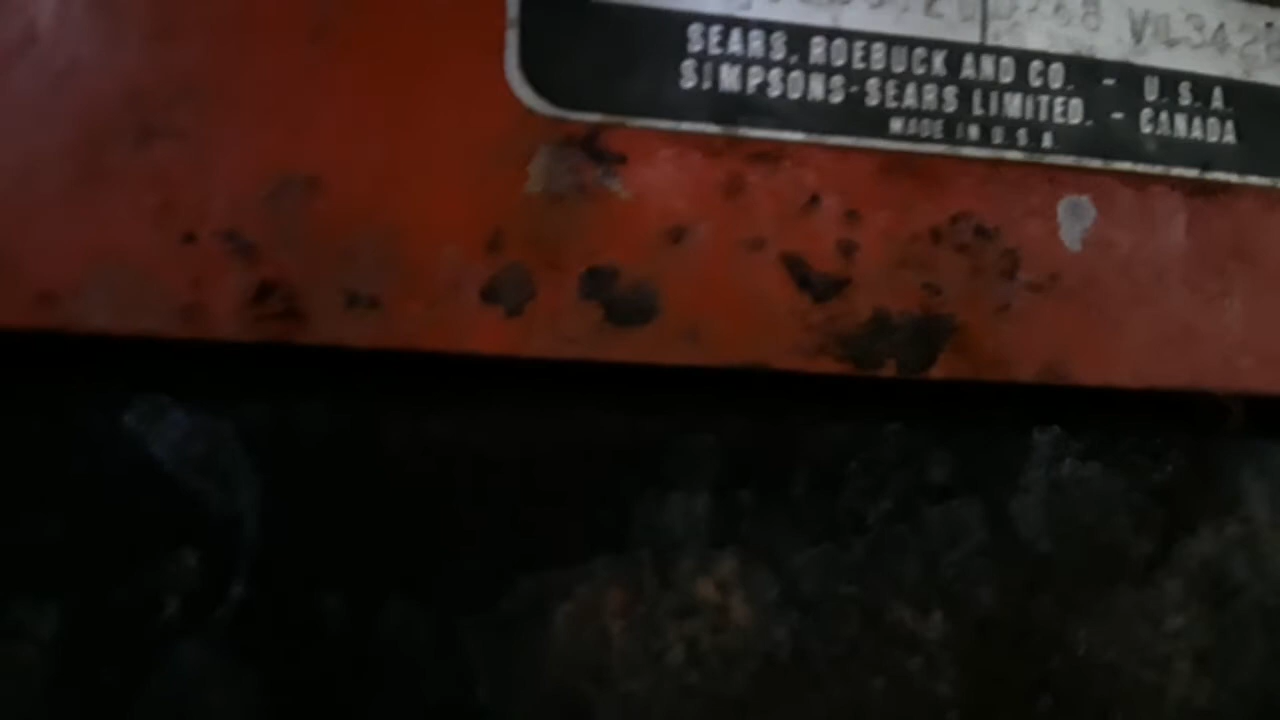 SEARS, ROEBUCK AND CO. - U.S.A.
SIMPSONS-SEARS LIMITED. - CANADA
MADE IN U.S.A.